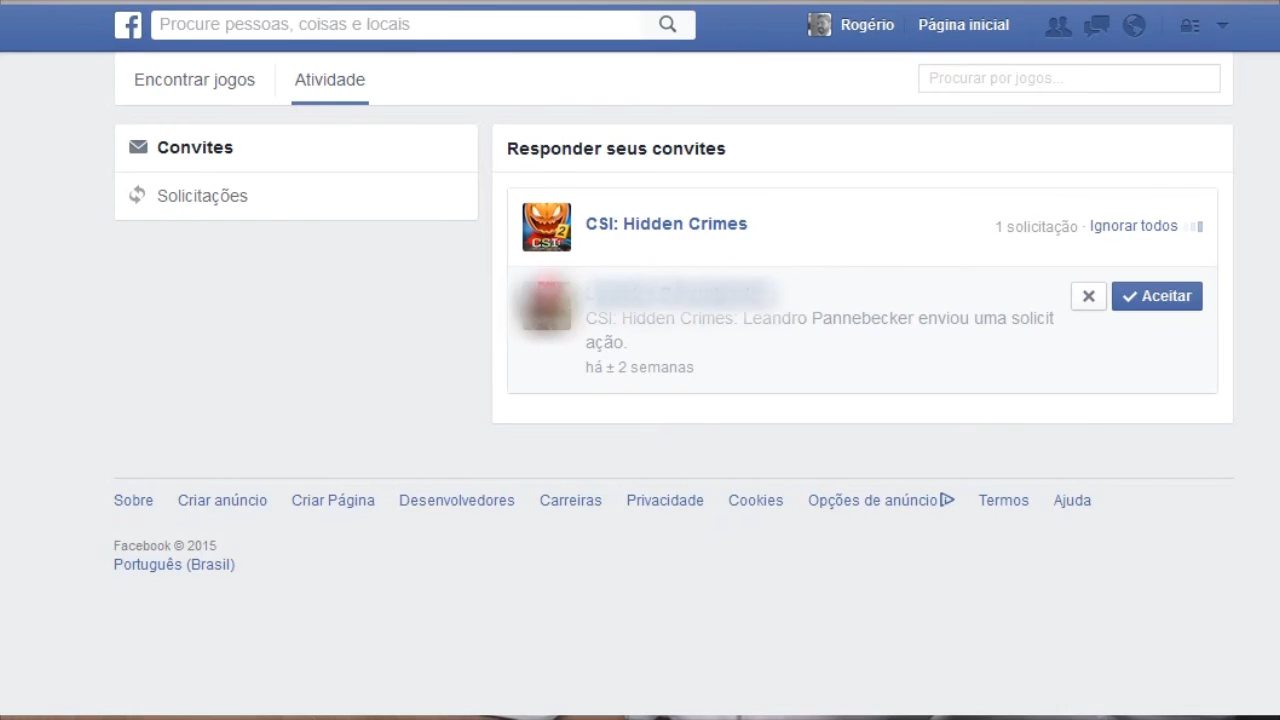 Procure pessoas, coisas e locais
Rogério
Página inicial
Encontrar jogos
Atividade
Procurar por jogos...
Convites
Solicitações
Responder seus convites
CSI: Hidden Crimes
1 solicitação · Ignorar todos
2
CSI:
CSI: Hidden Crimes. Leandro Pannebecker enviou uma solicit
ação.
há ± 2 semanas
Aceitar
Sobre Criar anúncio Criar Página Desenvolvedores Carreiras Privacidade Cookies Opções de anúncio Termos Ajuda
Facebook © 2015
Português (Brasil)